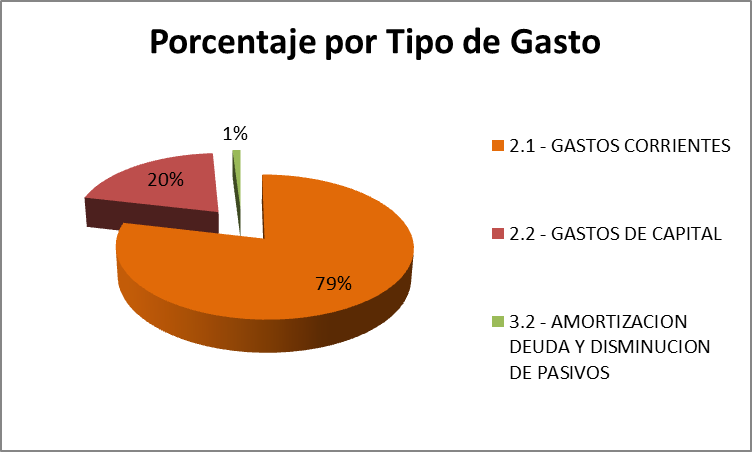 Porcentaje por Tipo de Gasto
1%
20%
79%
2.1 - GASTOS CORRIENTES
2.2 - GASTOS DE CAPITAL
3.2 - AMORTIZACION
DEUDA Y DISMINUCION
DE PASIVOS